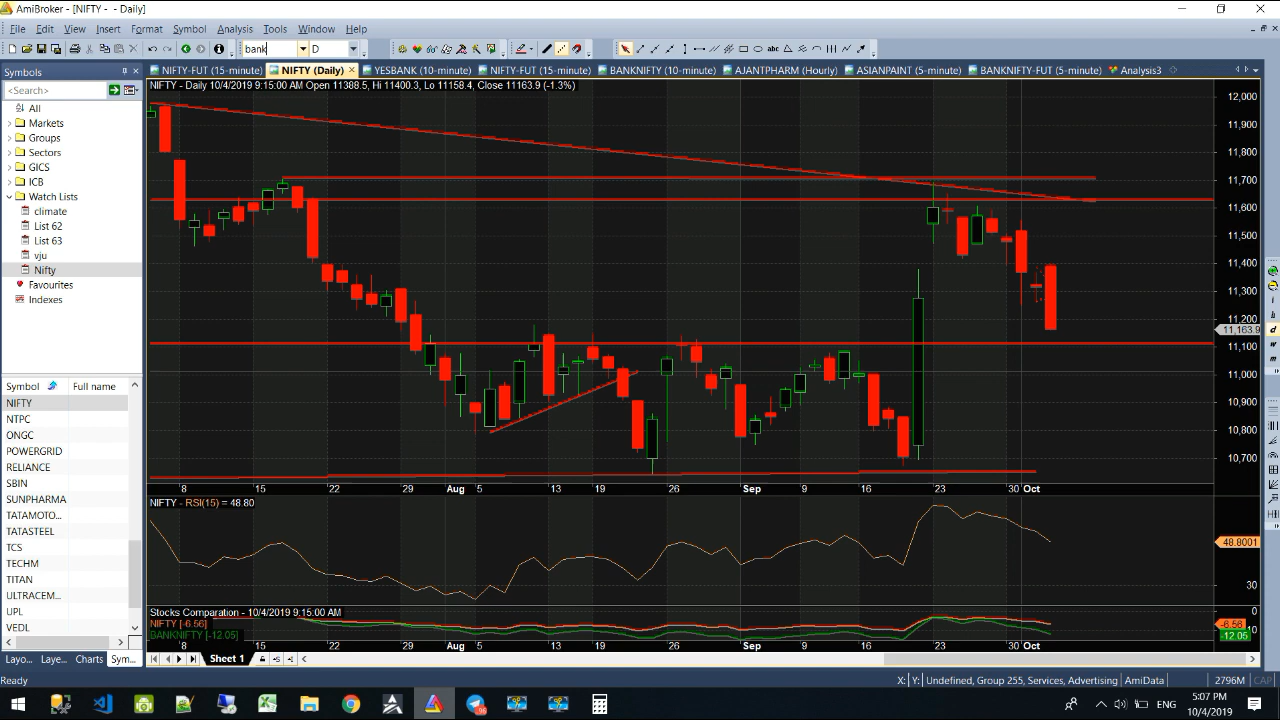 AmiBroker - [NIFTY - - Daily]
File Edit View Insert Format Symbol Analysis Tools Window Help
bank D
Symbols
NIFTY-FUT (15-minute) NIFTY (Daily) YESBANK (10-minute) NIFTY-FUT (15-minute) BANKNIFTY (10-minute) AJANTPHARM (Hourly) ASIANPAINT (5-minute) BANKNIFTY-FUT (5-minute) Analysis3
<Search>
NIFTY - Daily 10/4/2019 9:15:00 AM Open 11388.5, Hi 11400.3, Lo 11158.4, Close 11163.9 (-1.3%)
All
Markets
Groups
Sectors
GICS
ICB
Watch Lists
climate
List 62
List 63
vju
Nifty
Favourites
Indexes
12,000
11,900
11,800
11,700
11,600
11,500
11,400
11,300
11,200
11,163.9
11,100
11,000
10,900
10,800
10,700
8 15 22 29 Aug 5 13 19 26 Sep 9 16 23 30 Oct
Symbol Full name
NIFTY
NTPC
ONGC
POWERGRID
RELIANCE
SBIN
SUNPHARMA
TATAMOTO...
TATASTEEL
TCS
TECHM
TITAN
ULTRACEM...
UPL
VEDL
NIFTY - RSI(15) = 48.80
48.8001
30
Stocks Comparation - 10/4/2019 9:15:00 AM
NIFTY [-6.56]
BANKNIFTY [-12.05]
0
-6.56
-10
-12.05
8 15 22 29 Aug 5 13 19 26 Sep 9 16 23 30 Oct
Layo... Laye... Charts Sym...
Sheet 1
Ready
X: Y: Undefined, Group 255, Services, Advertising AmiData 2796M CAP
ENG
5:07 PM
10/4/2019